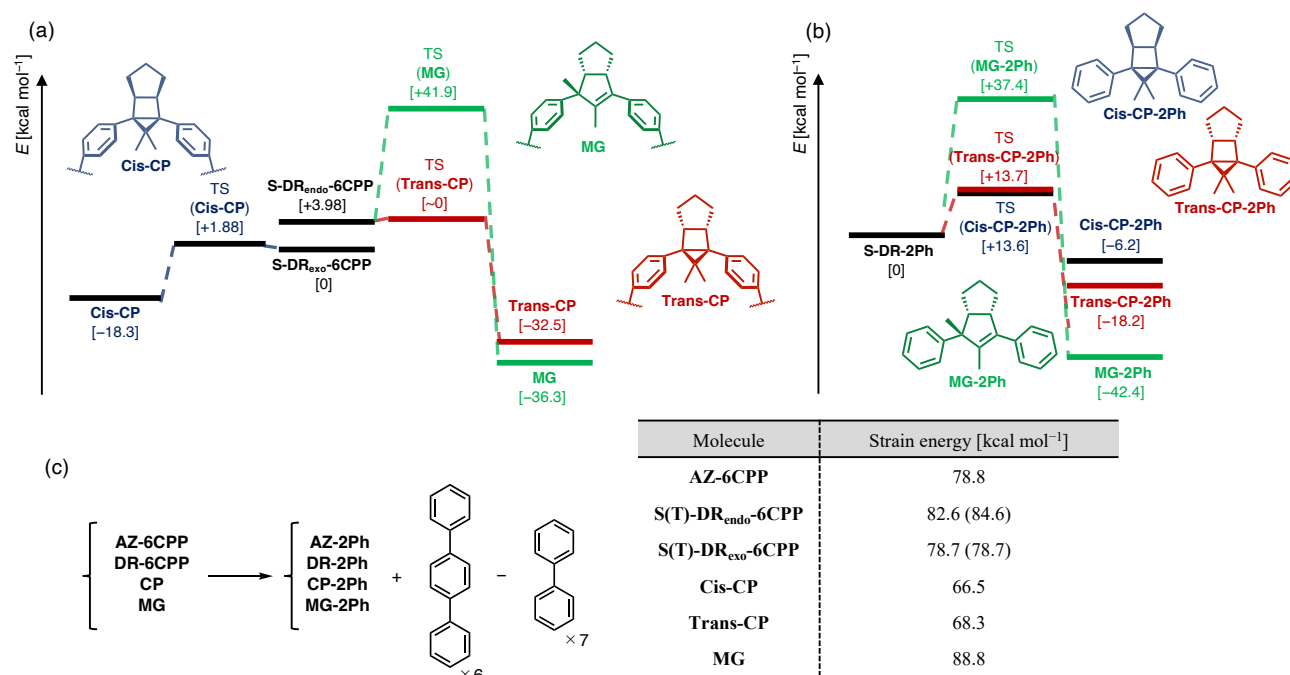 (a)
E [kcal mol⁻¹]
Cis-CP
TS
(Cis-CP)
[+1.88]
Cis-CP
[−18.3]
S-DRendo-6CPP
[+3.98]
S-DRexo-6CPP
[0]
TS
(MG)
[+41.9]
TS
(Trans-CP)
[~0]
MG
Trans-CP
Trans-CP
[−32.5]
MG
[−36.3]
(b)
E [kcal mol⁻¹]
S-DR-2Ph
[0]
TS
(MG-2Ph)
[+37.4]
TS
(Trans-CP-2Ph)
[+13.7]
TS
(Cis-CP-2Ph)
[+13.6]
Cis-CP-2Ph
Trans-CP-2Ph
Cis-CP-2Ph
[−6.2]
Trans-CP-2Ph
[−18.2]
MG-2Ph
MG-2Ph
[−42.4]
(c)
AZ-6CPP
DR-6CPP
CP
MG
AZ-2Ph
DR-2Ph
CP-2Ph
MG-2Ph
+
×6
−
×7
Molecule Strain energy [kcal mol⁻¹]
AZ-6CPP 78.8
S(T)-DRendo-6CPP 82.6 (84.6)
S(T)-DRexo-6CPP 78.7 (78.7)
Cis-CP 66.5
Trans-CP 68.3
MG 88.8